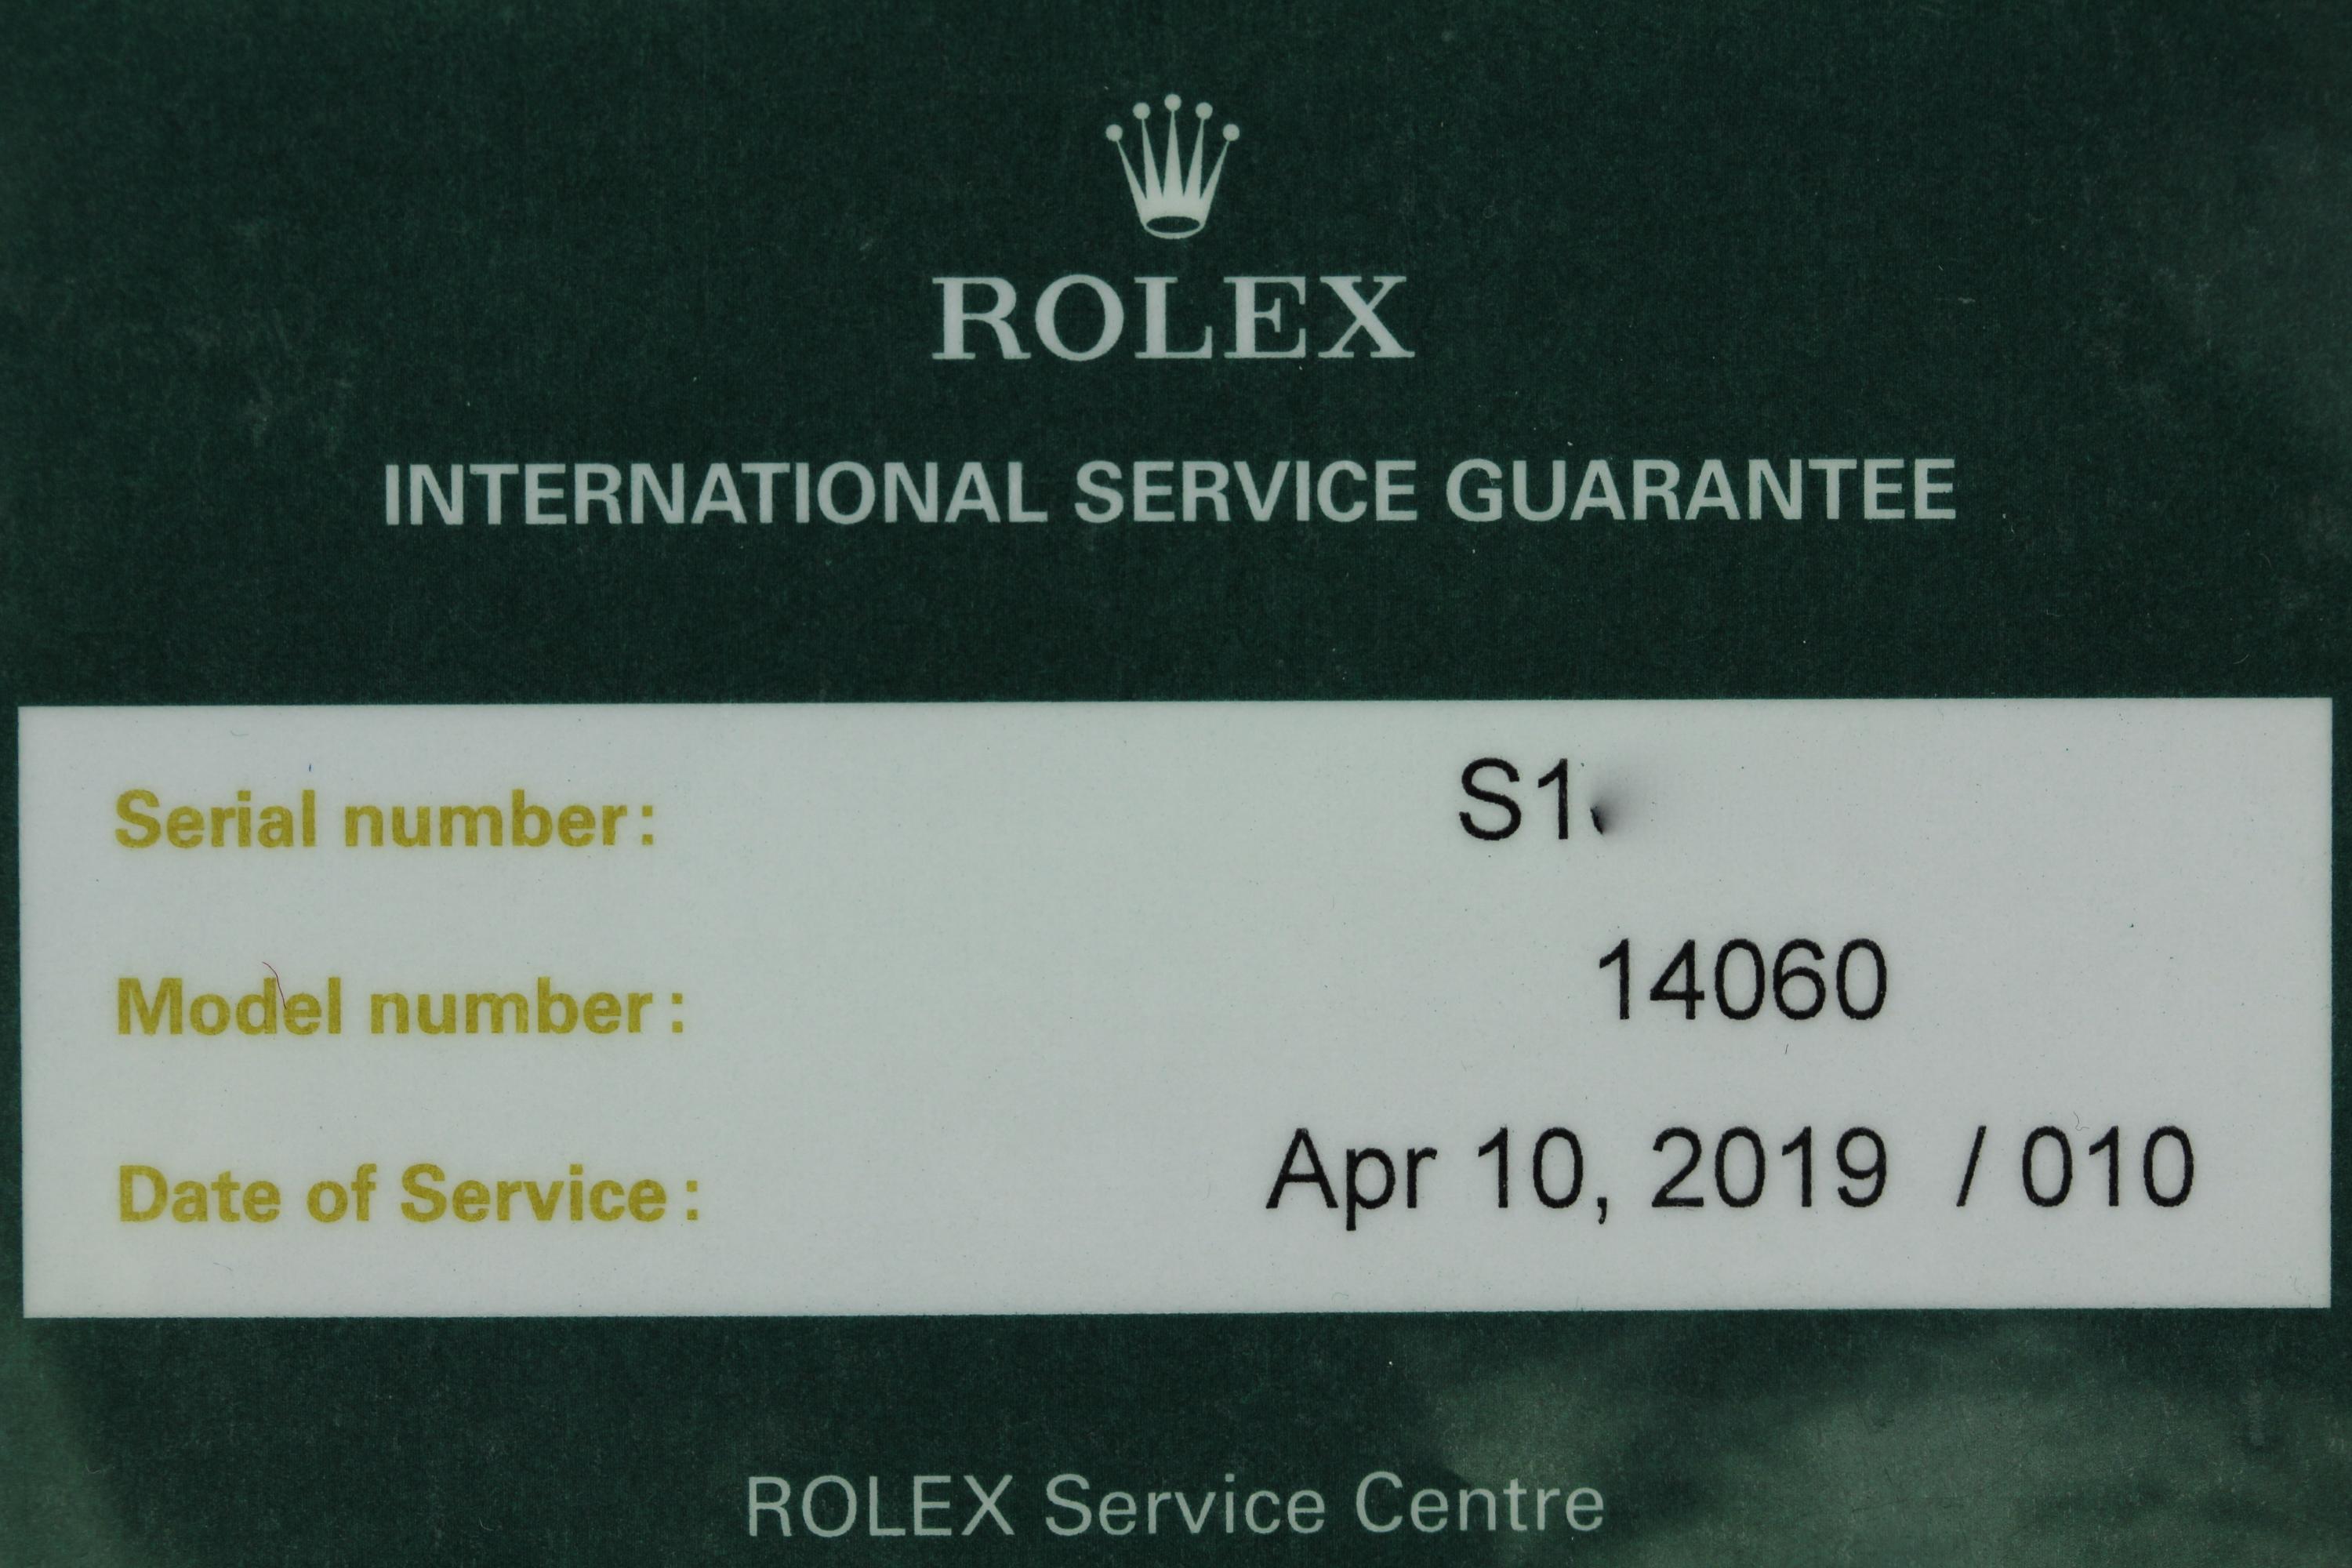 ROLEX
INTERNATIONAL SERVICE GUARANTEE
Serial number: S1
Model number: 14060
Date of Service: Apr 10, 2019 / 010
ROLEX Service Centre